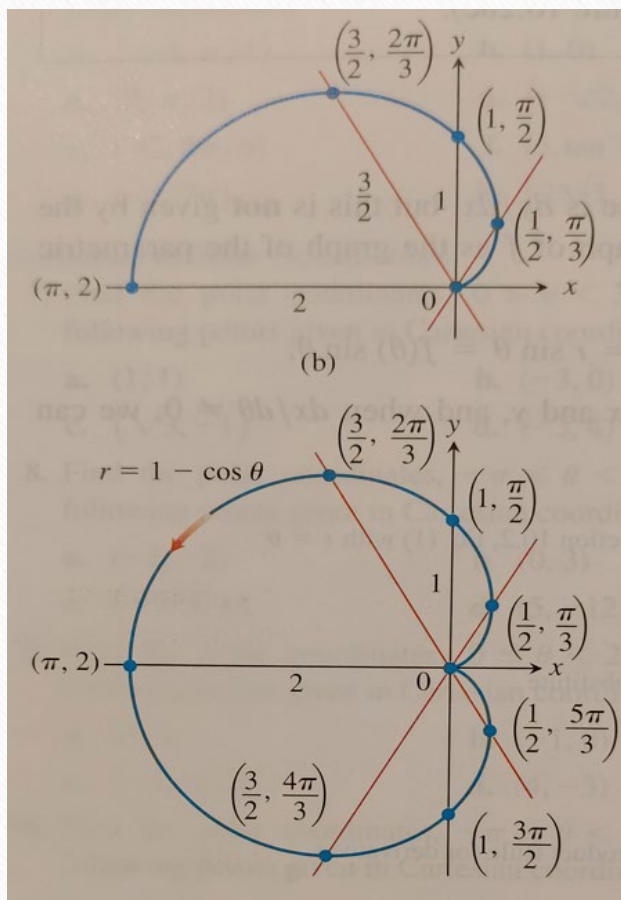 (3/2, 2π/3) y
(1, π/2)
3/2
1
(1/2, π/3)
(π, 2)
2
0
x
(b)
(3/2, 2π/3) y
r = 1 − cos θ
(1, π/2)
1
(1/2, π/3)
(π, 2)
2
0
x
(1/2, 5π/3)
(3/2, 4π/3)
(1, 3π/2)